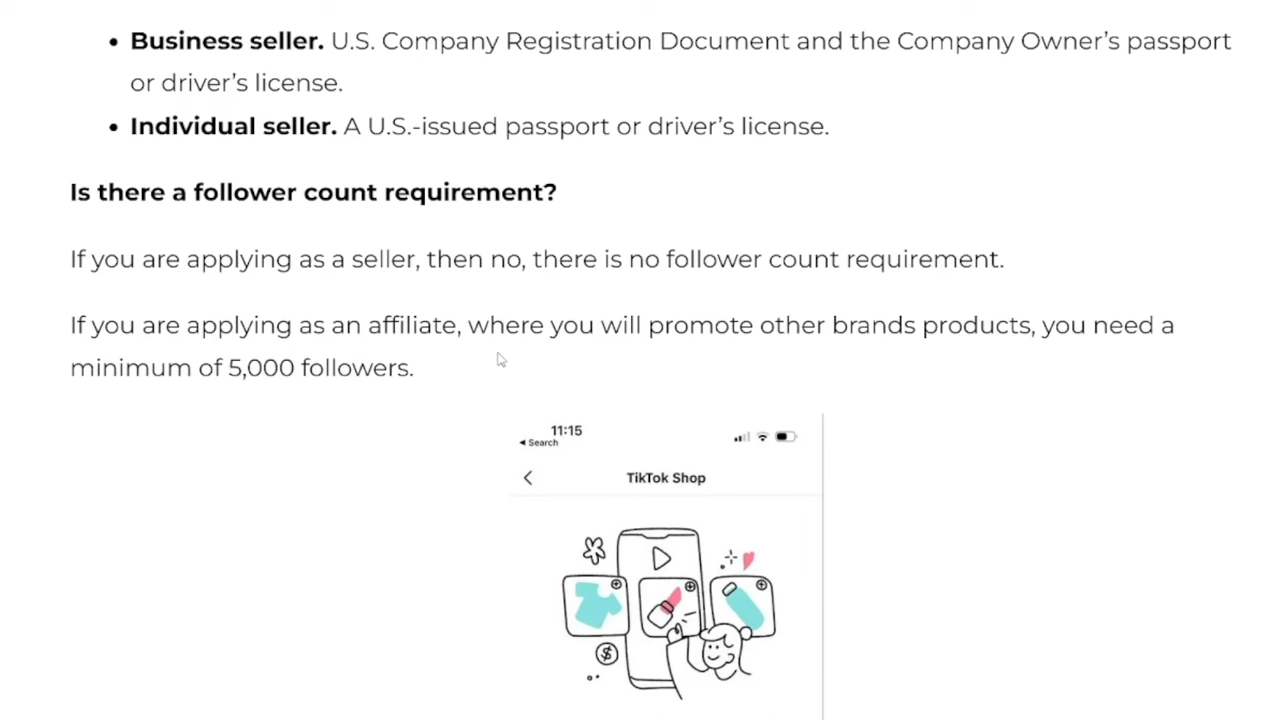 • Business seller. U.S. Company Registration Document and the Company Owner’s passport
or driver’s license.
• Individual seller. A U.S.-issued passport or driver’s license.
Is there a follower count requirement?
If you are applying as a seller, then no, there is no follower count requirement.
If you are applying as an affiliate, where you will promote other brands products, you need a
minimum of 5,000 followers.
11:15
◀ Search
TikTok Shop
$